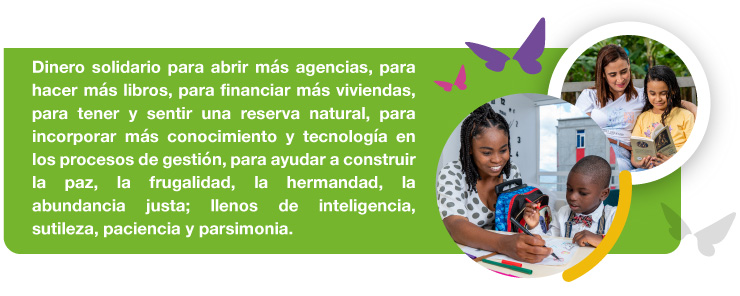 Dinero solidario para abrir más agencias, para
hacer más libros, para financiar más viviendas,
para tener y sentir una reserva natural, para
incorporar más conocimiento y tecnología en
los procesos de gestión, para ayudar a construir
la paz, la frugalidad, la hermandad, la
abundancia justa; llenos de inteligencia,
sutileza, paciencia y parsimonia.